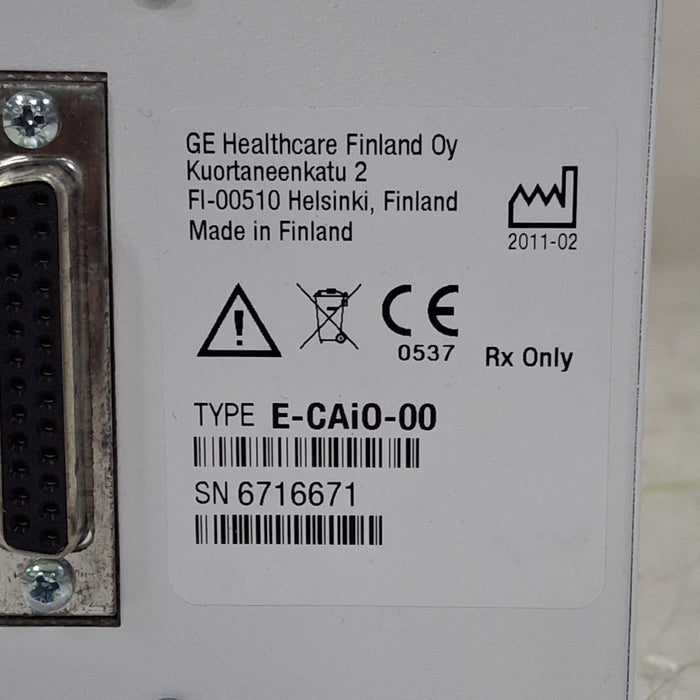 GE Healthcare Finland Oy
Kuortaneenkatu 2
FI-00510 Helsinki, Finland
Made in Finland
2011-02
CE
0537
Rx Only
TYPE E-CAiO-00
SN 6716671